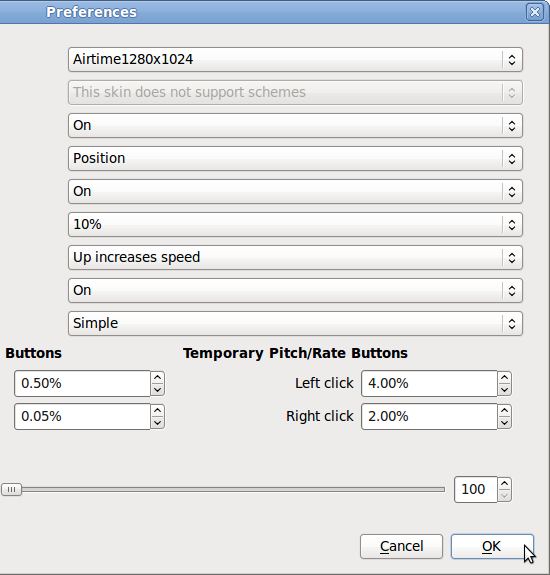 Preferences
Airtime1280x1024
This skin does not support schemes
On
Position
On
10%
Up increases speed
On
Simple
Buttons Temporary Pitch/Rate Buttons
0.50% Left click 4.00%
0.05% Right click 2.00%
100
Cancel OK